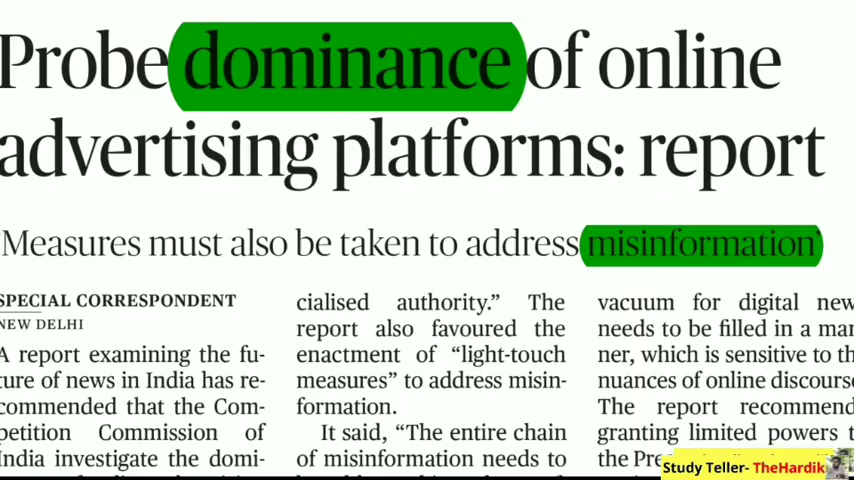 Probe dominance of online
advertising platforms: report
'Measures must also be taken to address misinformation'
SPECIAL CORRESPONDENT
NEW DELHI
A report examining the fu-
ture of news in India has re-
commended that the Com-
petition Commission of
India investigate the domi-
cialised authority.” The
report also favoured the
enactment of “light-touch
measures” to address misin-
formation.
It said, “The entire chain
of misinformation needs to
vacuum for digital new
needs to be filled in a man
ner, which is sensitive to th
nuances of online discourse
The report recommend
granting limited powers t
the
Study Teller- TheHardik